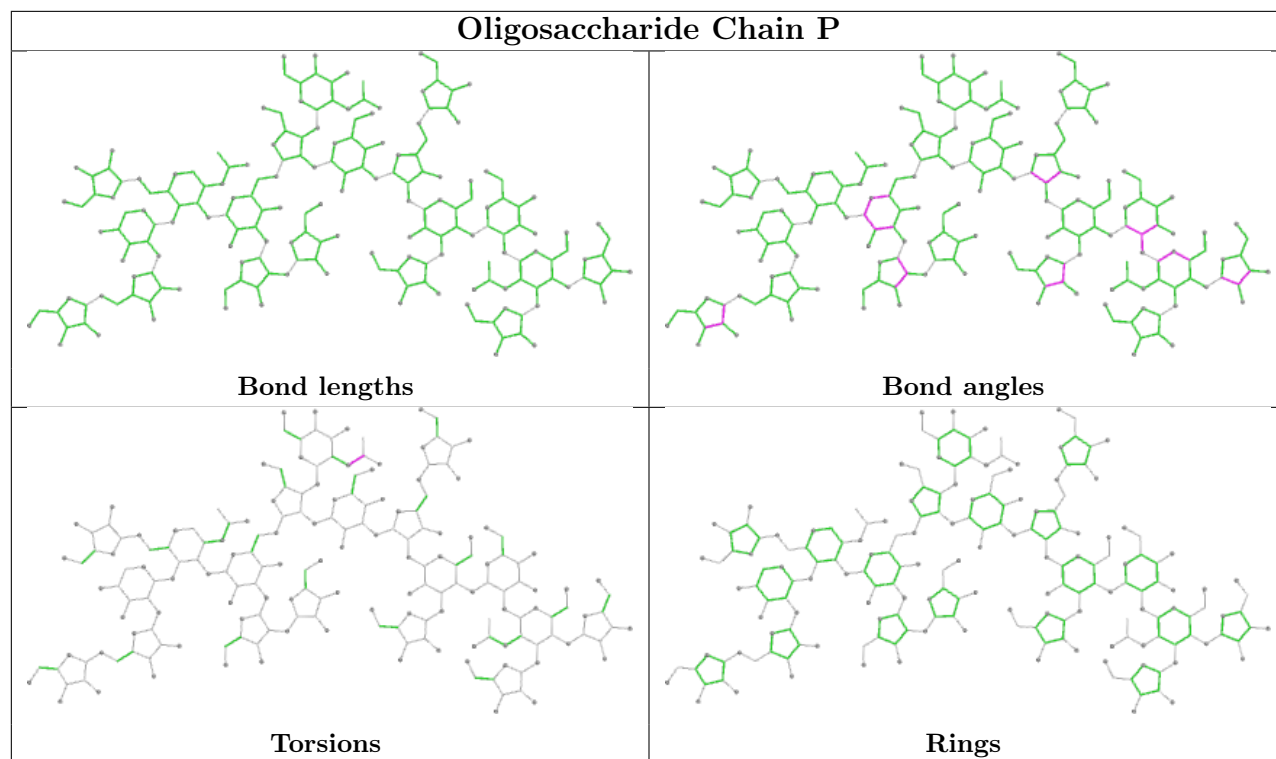 Oligosaccharide Chain P
Bond lengths
Bond angles
Torsions
Rings